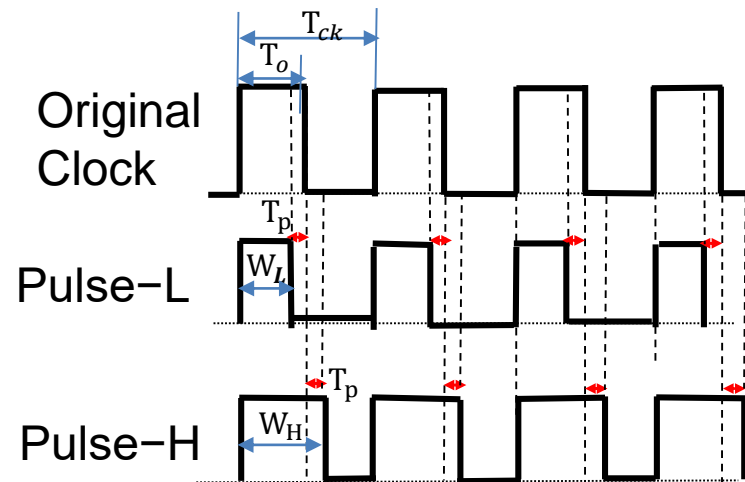 T_ck
T_o
Original
Clock
T_p
Pulse−L
W_L
T_p
Pulse−H
W_H